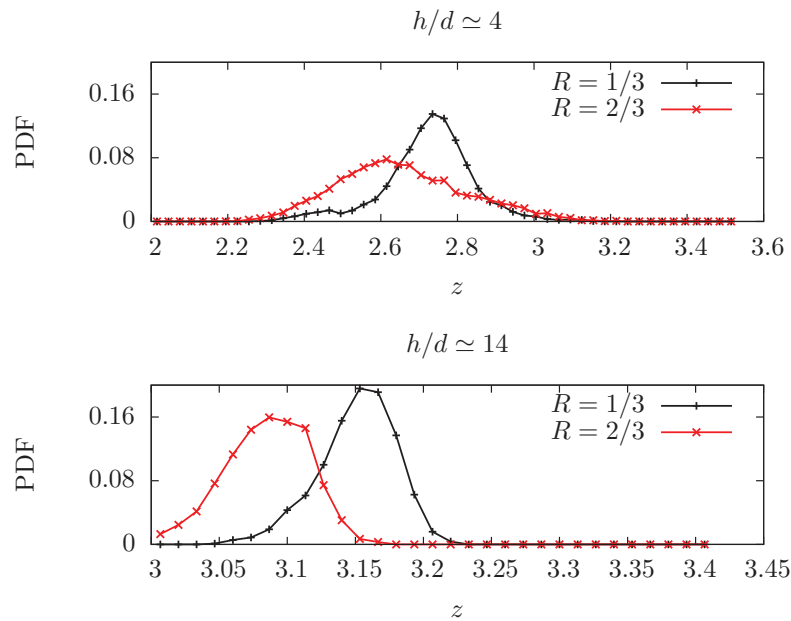 h/d ≃ 4
R = 1/3
R = 2/3
PDF
0.16
0.08
0
2 2.2 2.4 2.6 2.8 3 3.2 3.4 3.6
z
h/d ≃ 14
R = 1/3
R = 2/3
PDF
0.16
0.08
0
3 3.05 3.1 3.15 3.2 3.25 3.3 3.35 3.4 3.45
z